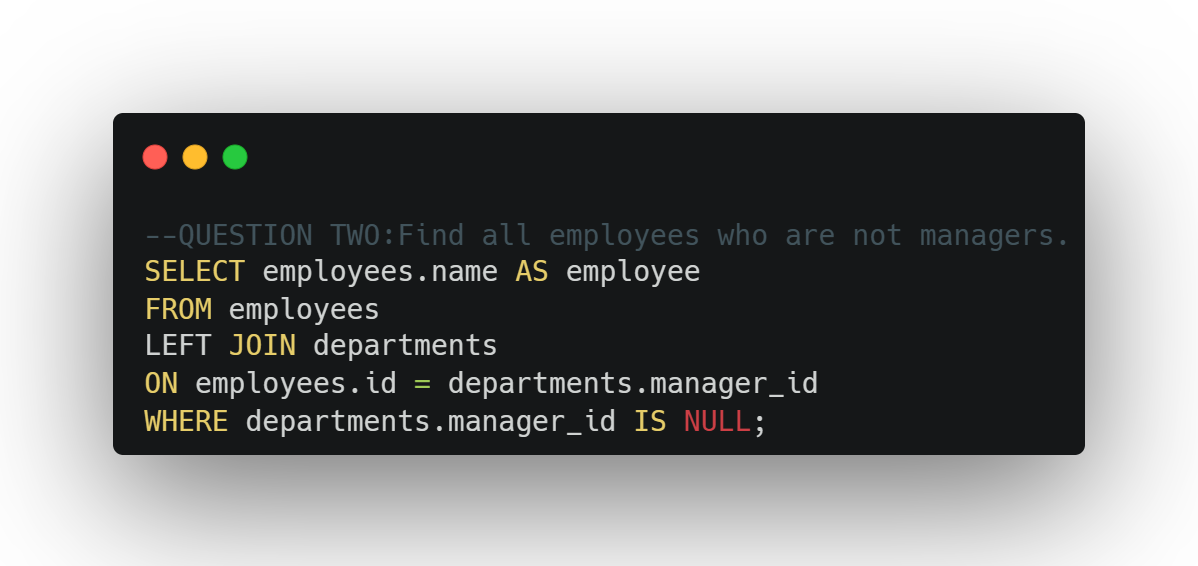 --QUESTION TWO:Find all employees who are not managers.
SELECT employees.name AS employee
FROM employees
LEFT JOIN departments
ON employees.id = departments.manager_id
WHERE departments.manager_id IS NULL;